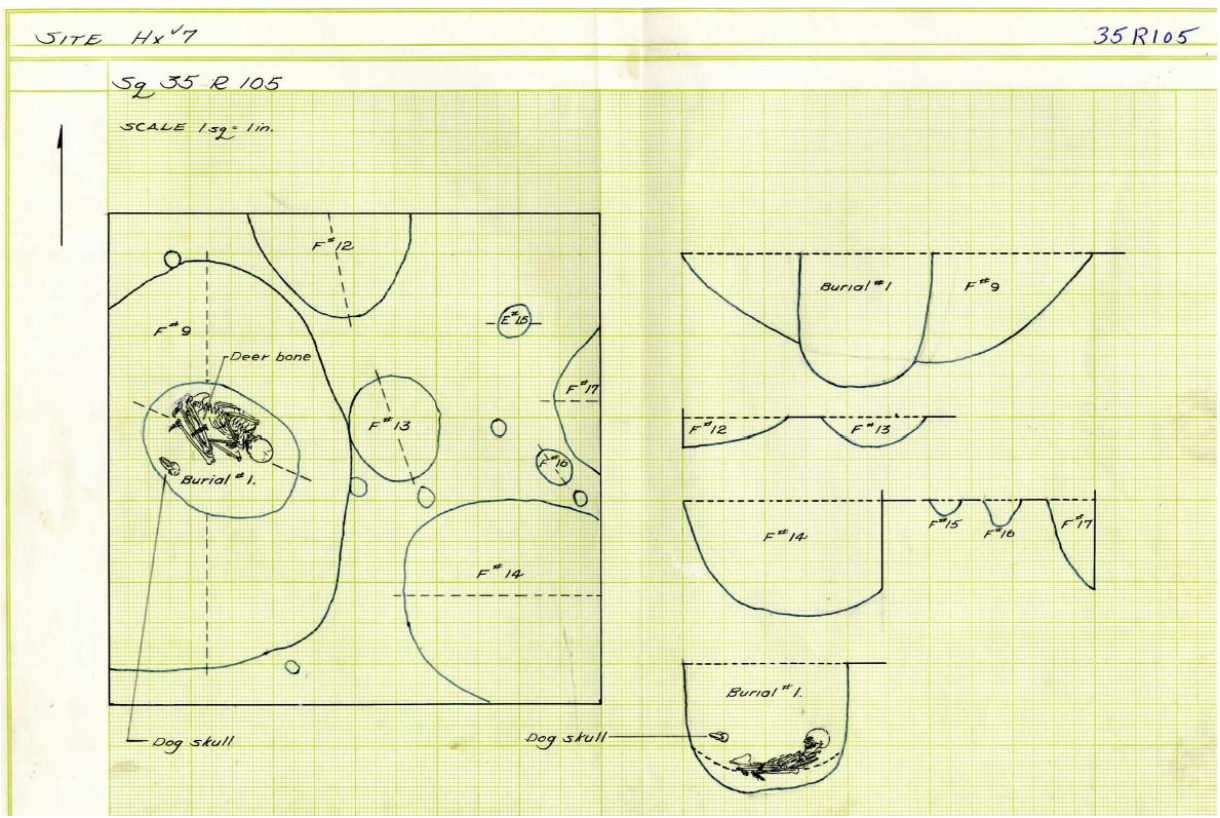 SITE Hx√7
35R105
Sq 35 R 105
SCALE 1 sq = 1 in.
F#12
F#9
Deer bone
E#15
F#17
F#13
F#16
Burial #1.
F#14
Dog skull
Burial #1
F#9
F#12
F#13
F#14
F#15
F#16
F#17
Burial #1.
Dog skull